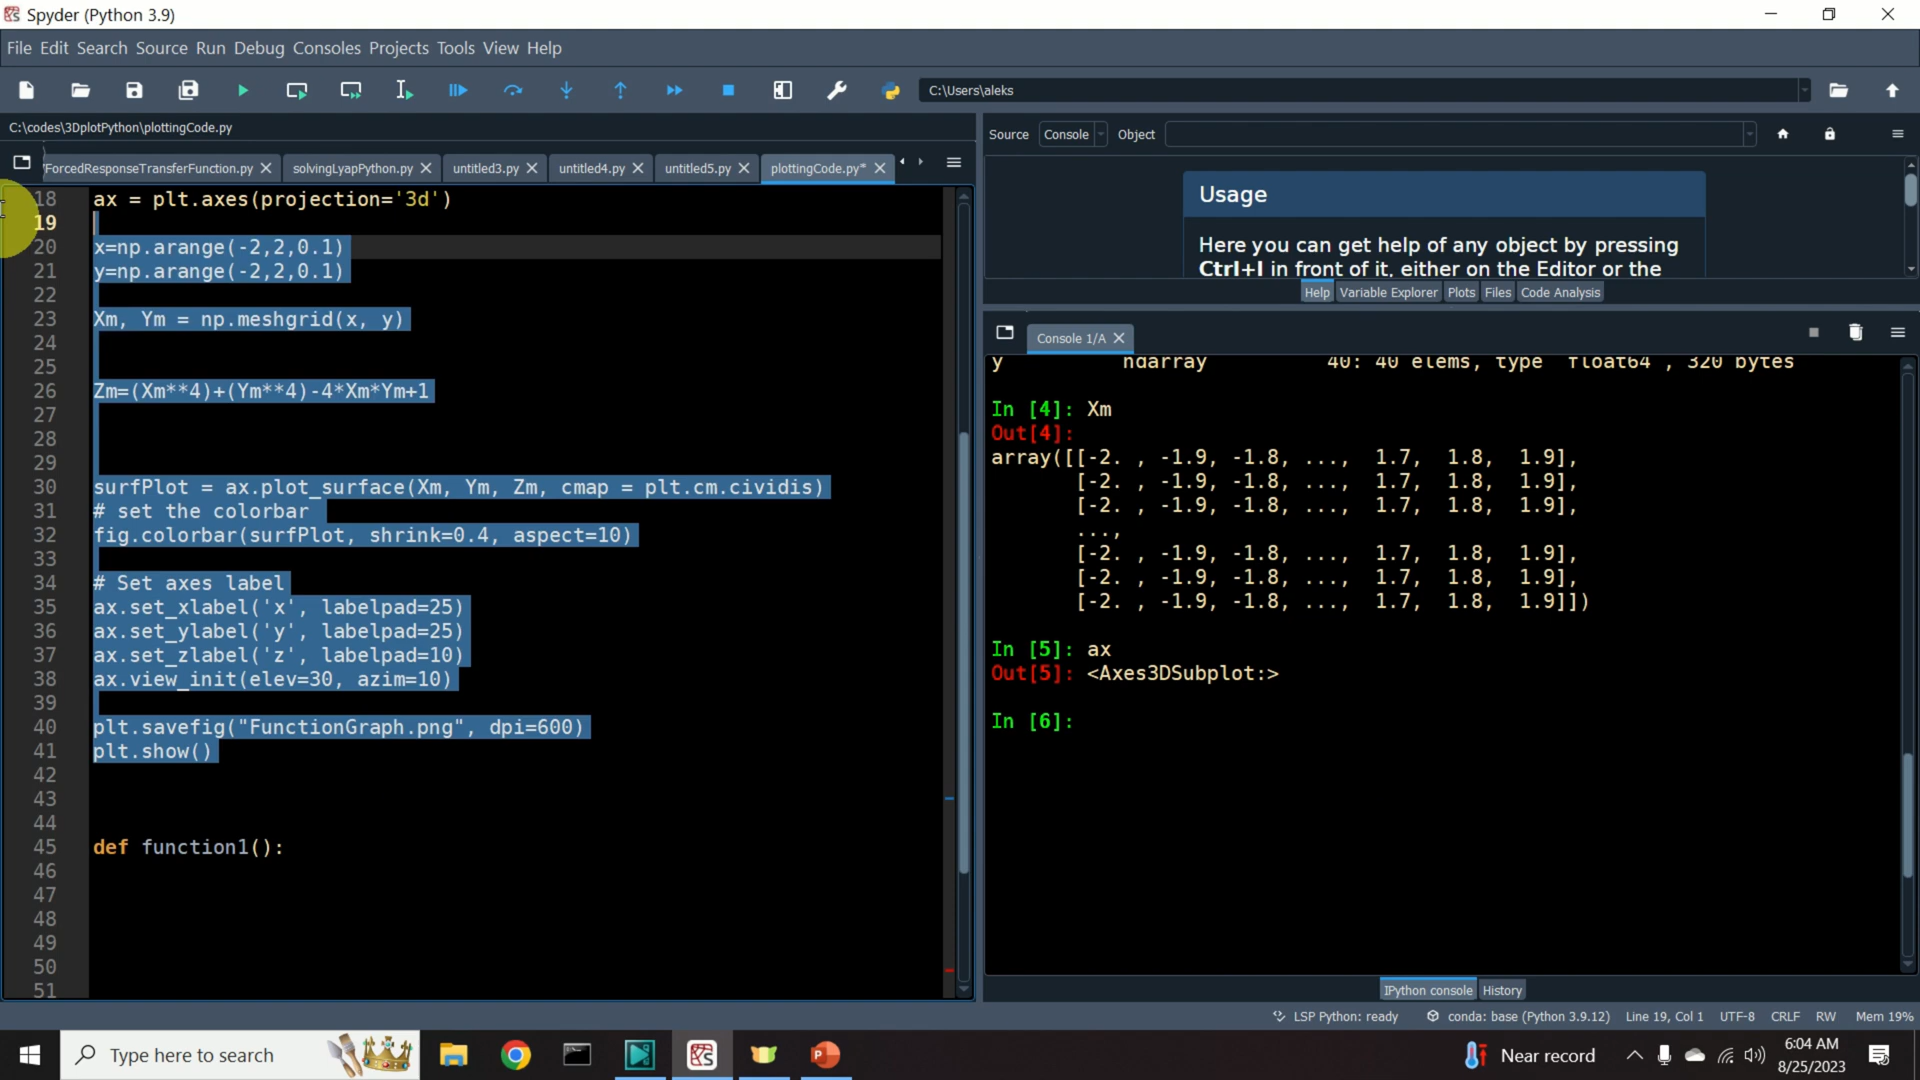 Spyder (Python 3.9)
File Edit Search Source Run Debug Consoles Projects Tools View Help
C:\Users\aleks
C:\codes\3DplotPython\plottingCode.py
Source Console Object
ForcedResponseTransferFunction.py solvingLyapPython.py untitled3.py untitled4.py untitled5.py plottingCode.py*
18 ax = plt.axes(projection='3d')
19
20 x=np.arange(-2,2,0.1)
21 y=np.arange(-2,2,0.1)
22
23 Xm, Ym = np.meshgrid(x, y)
24
25
26 Zm=(Xm**4)+(Ym**4)-4*Xm*Ym+1
27
28
29
30 surfPlot = ax.plot_surface(Xm, Ym, Zm, cmap = plt.cm.cividis)
31 # set the colorbar
32 fig.colorbar(surfPlot, shrink=0.4, aspect=10)
33
34 # Set axes label
35 ax.set_xlabel('x', labelpad=25)
36 ax.set_ylabel('y', labelpad=25)
37 ax.set_zlabel('z', labelpad=10)
38 ax.view_init(elev=30, azim=10)
39
40 plt.savefig("FunctionGraph.png", dpi=600)
41 plt.show()
42
43
44
45 def function1():
46
47
48
49
50
51
Usage
Here you can get help of any object by pressing
Ctrl+I in front of it, either on the Editor or the
Help Variable Explorer Plots Files Code Analysis
Console 1/A
y ndarray 40: 40 elems, type `float64`, 320 bytes
In [4]: Xm
Out[4]:
array([[-2. , -1.9, -1.8, ..., 1.7, 1.8, 1.9],
[-2. , -1.9, -1.8, ..., 1.7, 1.8, 1.9],
[-2. , -1.9, -1.8, ..., 1.7, 1.8, 1.9],
...,
[-2. , -1.9, -1.8, ..., 1.7, 1.8, 1.9],
[-2. , -1.9, -1.8, ..., 1.7, 1.8, 1.9],
[-2. , -1.9, -1.8, ..., 1.7, 1.8, 1.9]])
In [5]: ax
Out[5]: <Axes3DSubplot:>
In [6]:
IPython console History
LSP Python: ready conda: base (Python 3.9.12) Line 19, Col 1 UTF-8 CRLF RW Mem 19%
Type here to search
Near record
6:04 AM
8/25/2023